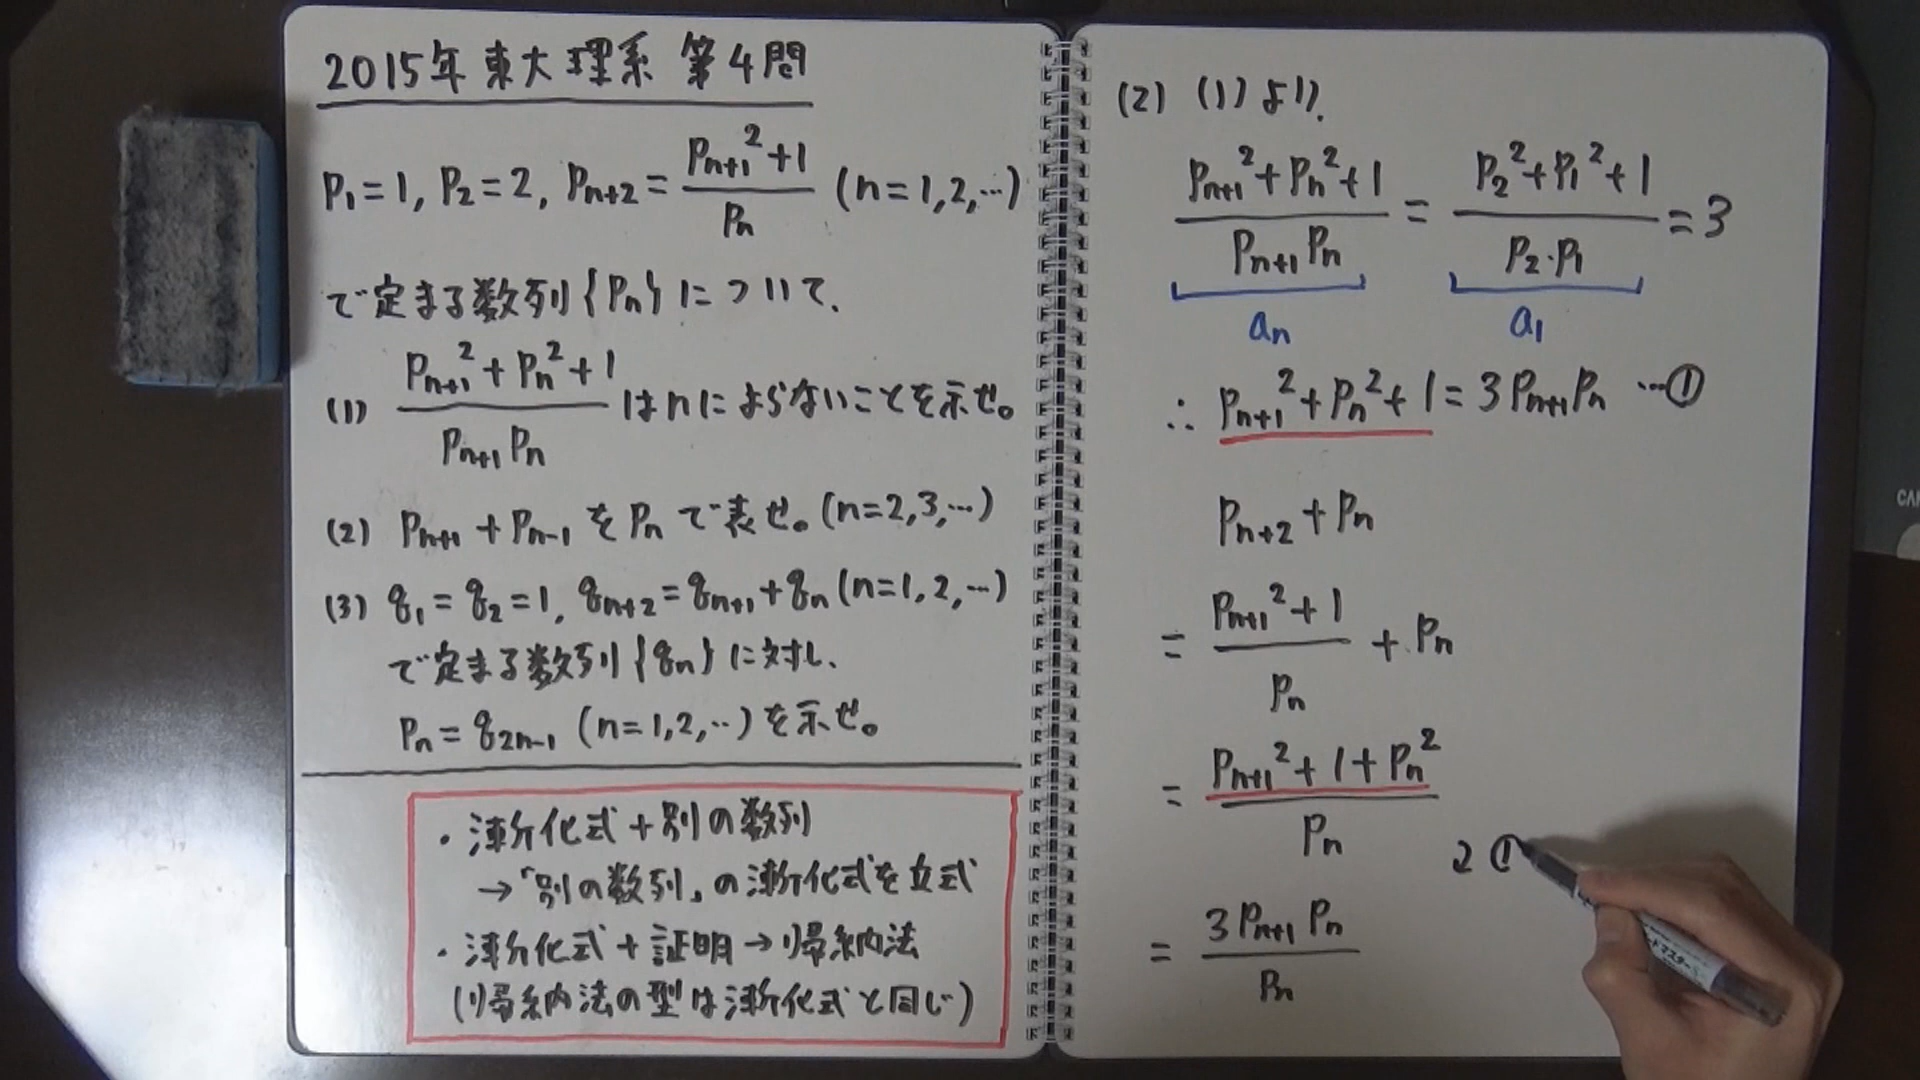 2015年 東大 理系 第4問
p₁=1, p₂=2, pₙ₊₂ = (pₙ₊₁²+1)/pₙ (n=1,2,…)
で定まる数列{pₙ}について、
(1) (pₙ₊₁²+pₙ²+1)/(pₙ₊₁pₙ) はnによらないことを示せ。
(2) pₙ₊₁+pₙ₋₁をpₙで表せ。(n=2,3,…)
(3) q₁=q₂=1, qₙ₊₂=qₙ₊₁+qₙ (n=1,2,…)
で定まる数列{qₙ}に対し、
pₙ=q₂ₙ₋₁ (n=1,2,…)を示せ。
・漸化式+別の数列
→「別の数列」の漸化式を立式
・漸化式+証明→帰納法
(帰納法の型は漸化式と同じ)
(2) (1)より、
(pₙ₊₁²+pₙ²+1)/(pₙ₊₁pₙ) = (p₂²+p₁²+1)/(p₂・p₁) = 3
aₙ a₁
∴ pₙ₊₁²+pₙ²+1=3pₙ₊₁pₙ …①
pₙ₊₂+pₙ
= (pₙ₊₁²+1)/pₙ + pₙ
= (pₙ₊₁²+1+pₙ²)/pₙ
= 3pₙ₊₁pₙ/pₙ
①